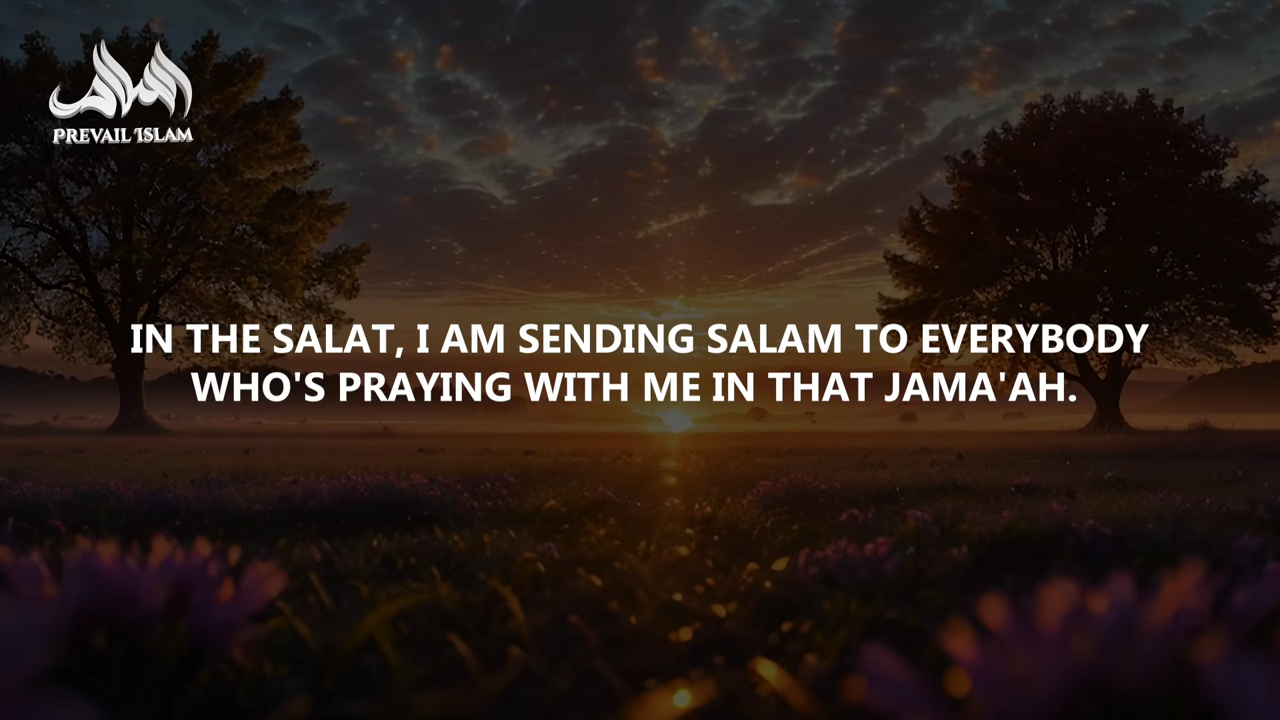 PREVAIL ISLAM
IN THE SALAT, I AM SENDING SALAM TO EVERYBODY
WHO'S PRAYING WITH ME IN THAT JAMA'AH.